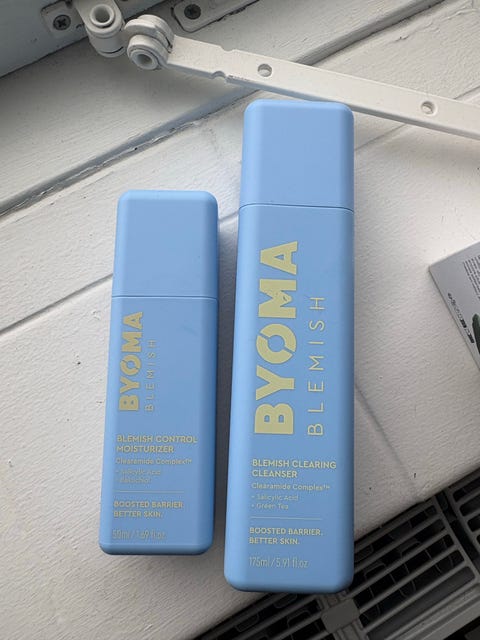 BYOMA
BLEMISH
BLEMISH CONTROL
MOISTURIZER
Clearamide Complex™
+ Salicylic Acid
+ Bakuchiol
BOOSTED BARRIER.
BETTER SKIN.
50ml / 1.69 fl.oz
BYOMA
BLEMISH
BLEMISH CLEARING
CLEANSER
Clearamide Complex™
+ Salicylic Acid
+ Green Tea
BOOSTED BARRIER.
BETTER SKIN.
175ml / 5.91 fl.oz